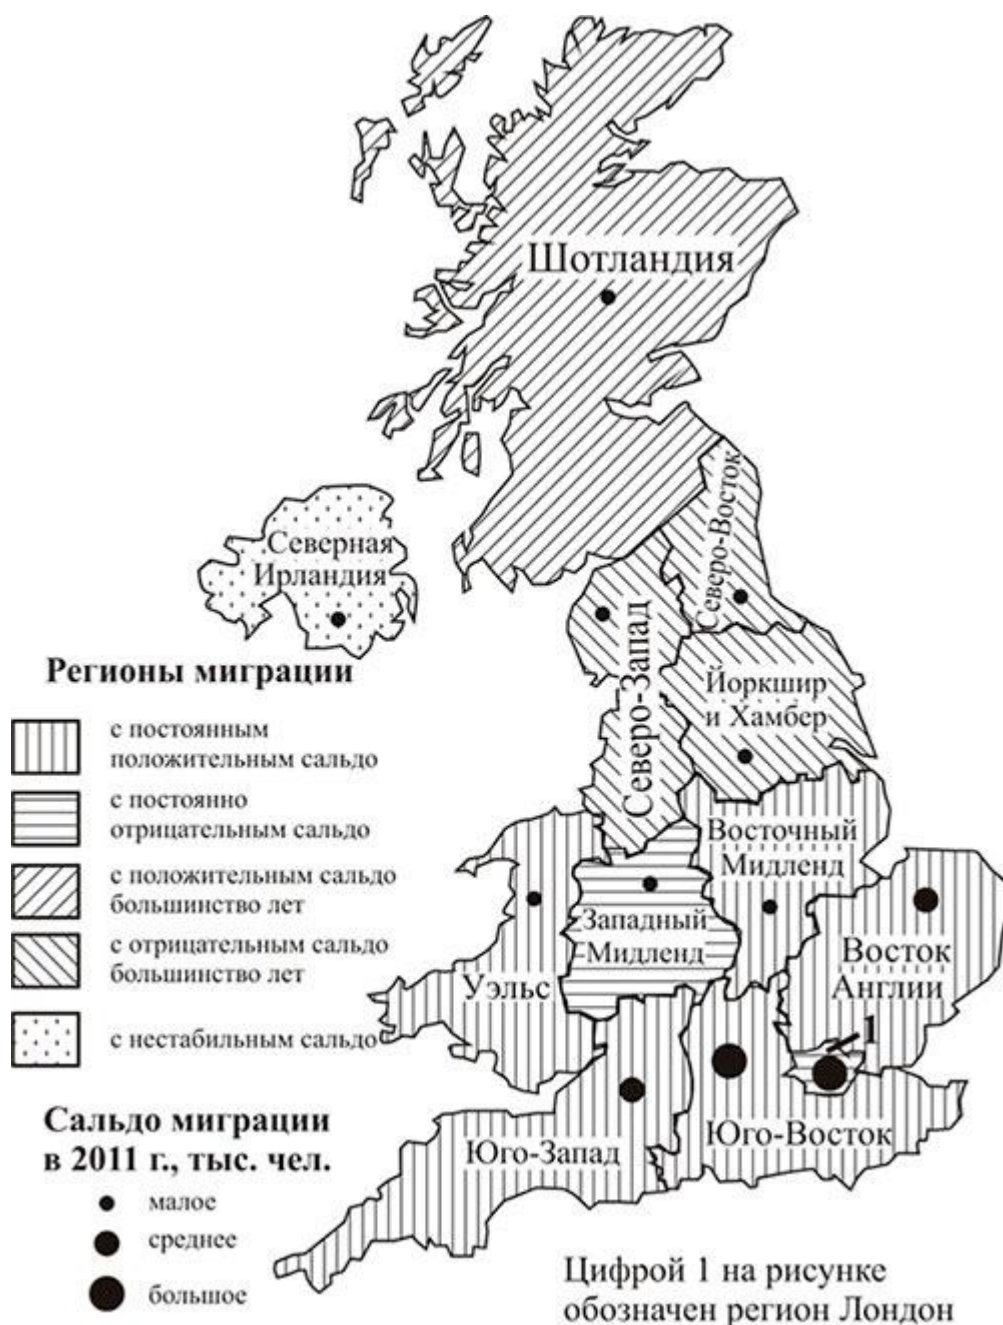 Шотландия
Северо-Восток
Северная
Ирландия
Северо-Запад
Йоркшир
и Хамбер
Регионы миграции
с постоянным
положительным сальдо
с постоянно
отрицательным сальдо
с положительным сальдо
большинство лет
с отрицательным сальдо
большинство лет
с нестабильным сальдо
Восточный
Мидленд
Западный
Мидленд
Уэльс
Восток
Англии
1
Юго-Запад
Юго-Восток
Сальдо миграции
в 2011 г., тыс. чел.
малое
среднее
большое
Цифрой 1 на рисунке
обозначен регион Лондон